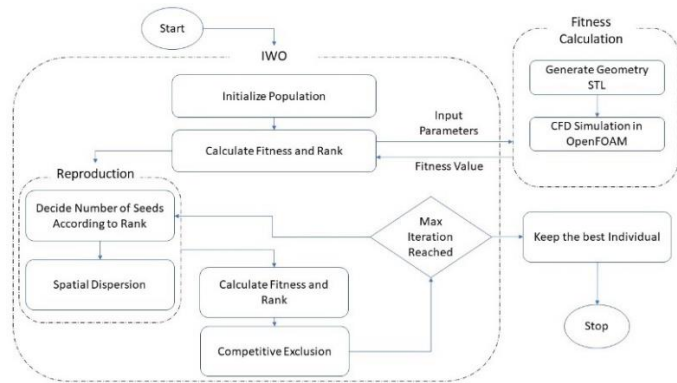 Start
IWO
Initialize Population
Calculate Fitness and Rank
Input
Parameters
Fitness Value
Fitness
Calculation
Generate Geometry
STL
CFD Simulation in
OpenFOAM
Reproduction
Decide Number of Seeds
According to Rank
Spatial Dispersion
Calculate Fitness and
Rank
Competitive Exclusion
Max
Iteration
Reached
Keep the best Individual
Stop